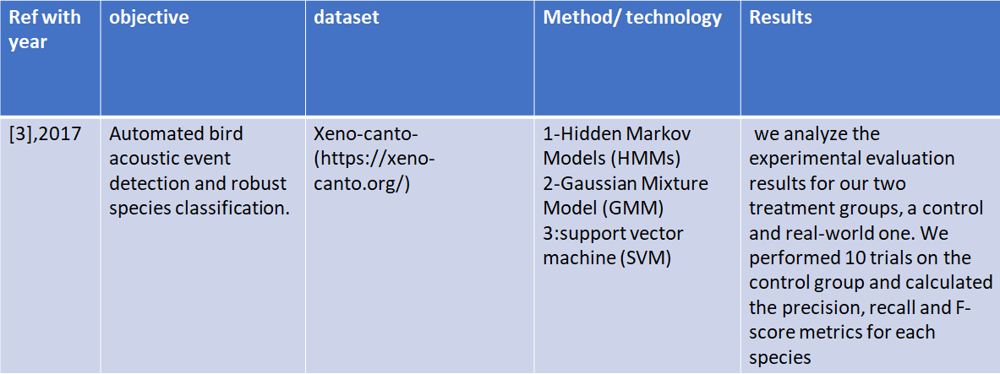 Ref with
year
objective
dataset
Method/ technology
Results
[3],2017
Automated bird
acoustic event
detection and robust
species classification.
Xeno-canto-
(https://xeno-
canto.org/)
1-Hidden Markov
Models (HMMs)
2-Gaussian Mixture
Model (GMM)
3:support vector
machine (SVM)
we analyze the
experimental evaluation
results for our two
treatment groups, a control
and real-world one. We
performed 10 trials on the
control group and calculated
the precision, recall and F-
score metrics for each
species